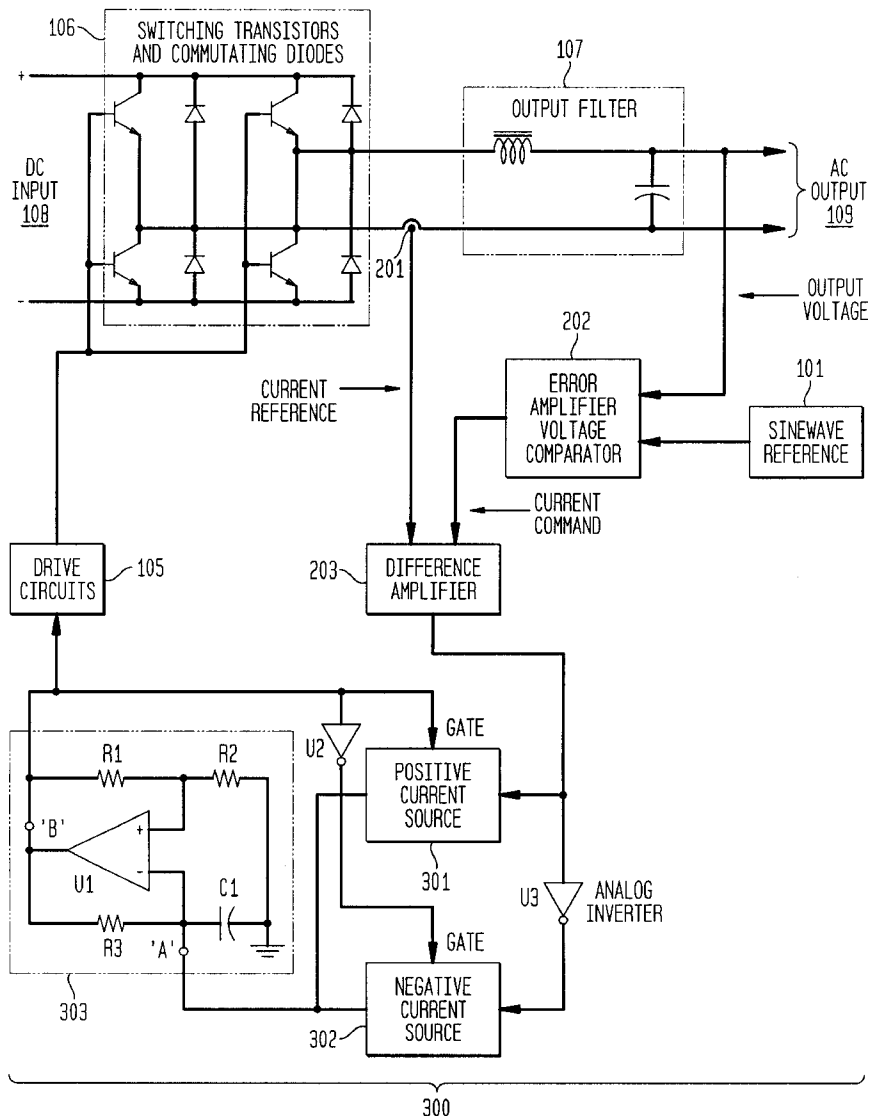 106
SWITCHING TRANSISTORS
AND COMMUTATING DIODES
107
OUTPUT FILTER
+
DC
INPUT
108
-
AC
OUTPUT
109
201
OUTPUT
VOLTAGE
202
CURRENT
REFERENCE
ERROR
AMPLIFIER
VOLTAGE
COMPARATOR
101
SINEWAVE
REFERENCE
CURRENT
COMMAND
DRIVE
CIRCUITS
105
203
DIFFERENCE
AMPLIFIER
R1
R2
U2
GATE
POSITIVE
CURRENT
SOURCE
301
'B'
+
U1
-
C1
R3
'A'
U3
ANALOG
INVERTER
GATE
NEGATIVE
CURRENT
SOURCE
303
302
300